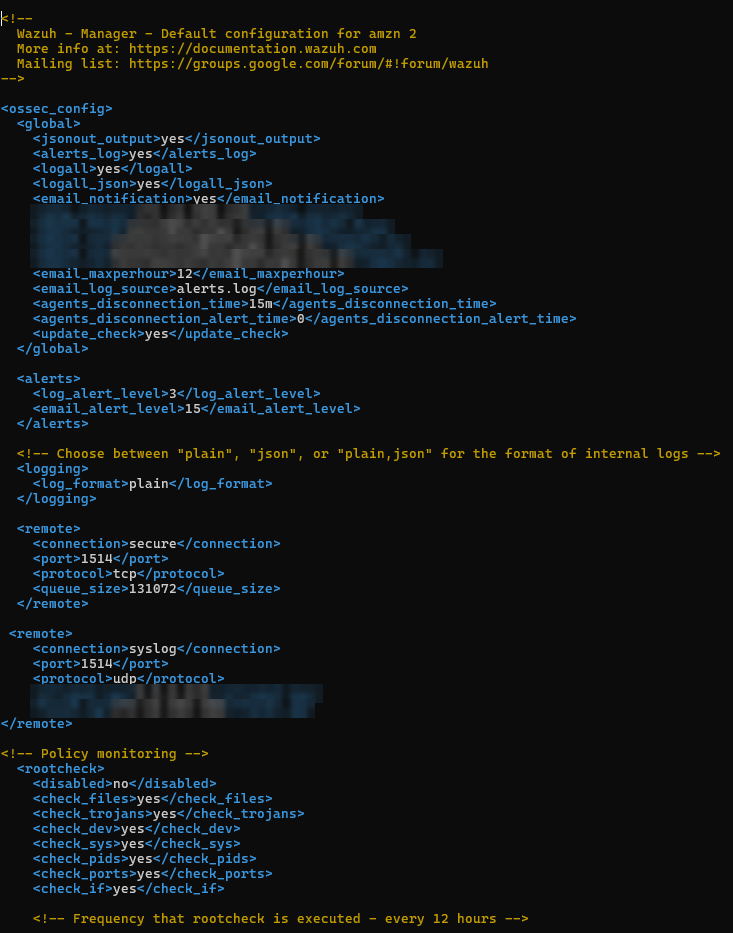 <!--
  Wazuh - Manager - Default configuration for amzn 2
  More info at: https://documentation.wazuh.com
  Mailing list: https://groups.google.com/forum/#!forum/wazuh
-->

<ossec_config>
  <global>
    <jsonout_output>yes</jsonout_output>
    <alerts_log>yes</alerts_log>
    <logall>yes</logall>
    <logall_json>yes</logall_json>
    <email_notification>yes</email_notification>
    <email_maxperhour>12</email_maxperhour>
    <email_log_source>alerts.log</email_log_source>
    <agents_disconnection_time>15m</agents_disconnection_time>
    <agents_disconnection_alert_time>0</agents_disconnection_alert_time>
    <update_check>yes</update_check>
  </global>

  <alerts>
    <log_alert_level>3</log_alert_level>
    <email_alert_level>15</email_alert_level>
  </alerts>

  <!-- Choose between "plain", "json", or "plain,json" for the format of internal logs -->
  <logging>
    <log_format>plain</log_format>
  </logging>

  <remote>
    <connection>secure</connection>
    <port>1514</port>
    <protocol>tcp</protocol>
    <queue_size>131072</queue_size>
  </remote>

 <remote>
    <connection>syslog</connection>
    <port>1514</port>
    <protocol>udp</protocol>
</remote>

<!-- Policy monitoring -->
  <rootcheck>
    <disabled>no</disabled>
    <check_files>yes</check_files>
    <check_trojans>yes</check_trojans>
    <check_dev>yes</check_dev>
    <check_sys>yes</check_sys>
    <check_pids>yes</check_pids>
    <check_ports>yes</check_ports>
    <check_if>yes</check_if>

    <!-- Frequency that rootcheck is executed - every 12 hours -->